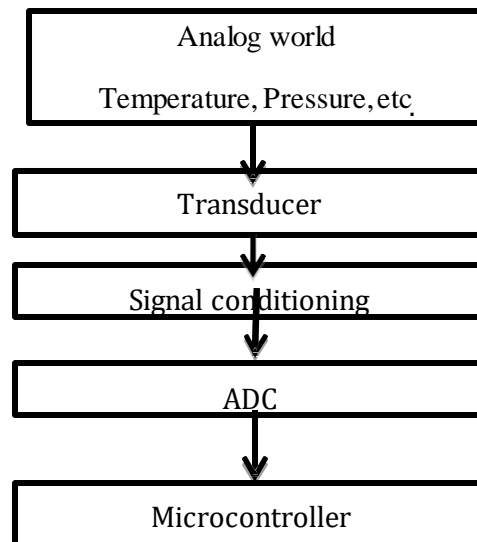 Analog world
Temperature, Pressure, etc.
Transducer
Signal conditioning
ADC
Microcontroller